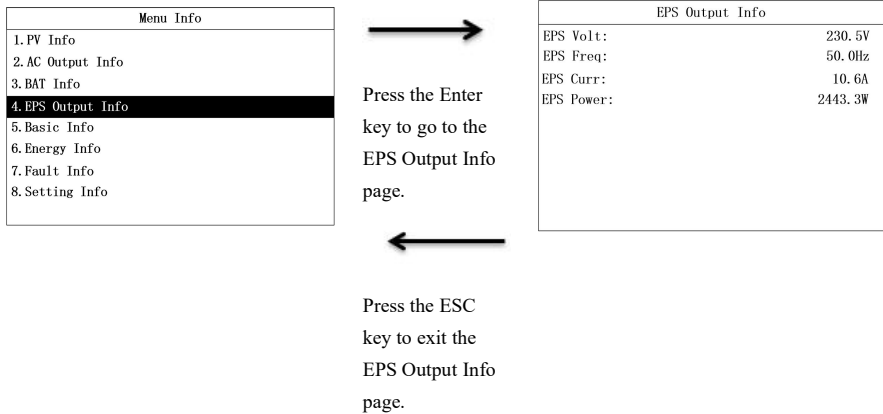 Menu Info
1.PV Info
2.AC Output Info
3.BAT Info
4.EPS Output Info
5.Basic Info
6.Energy Info
7.Fault Info
8.Setting Info
Press the Enter
key to go to the
EPS Output Info
page.
Press the ESC
key to exit the
EPS Output Info
page.
EPS Output Info
EPS Volt: 230.5V
EPS Freq: 50.0Hz
EPS Curr: 10.6A
EPS Power: 2443.3W